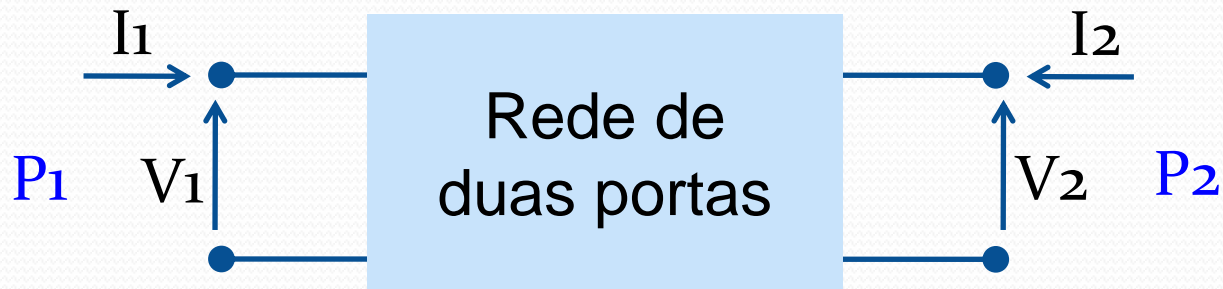 I1
I2
Rede de
duas portas
P1
V1
V2
P2